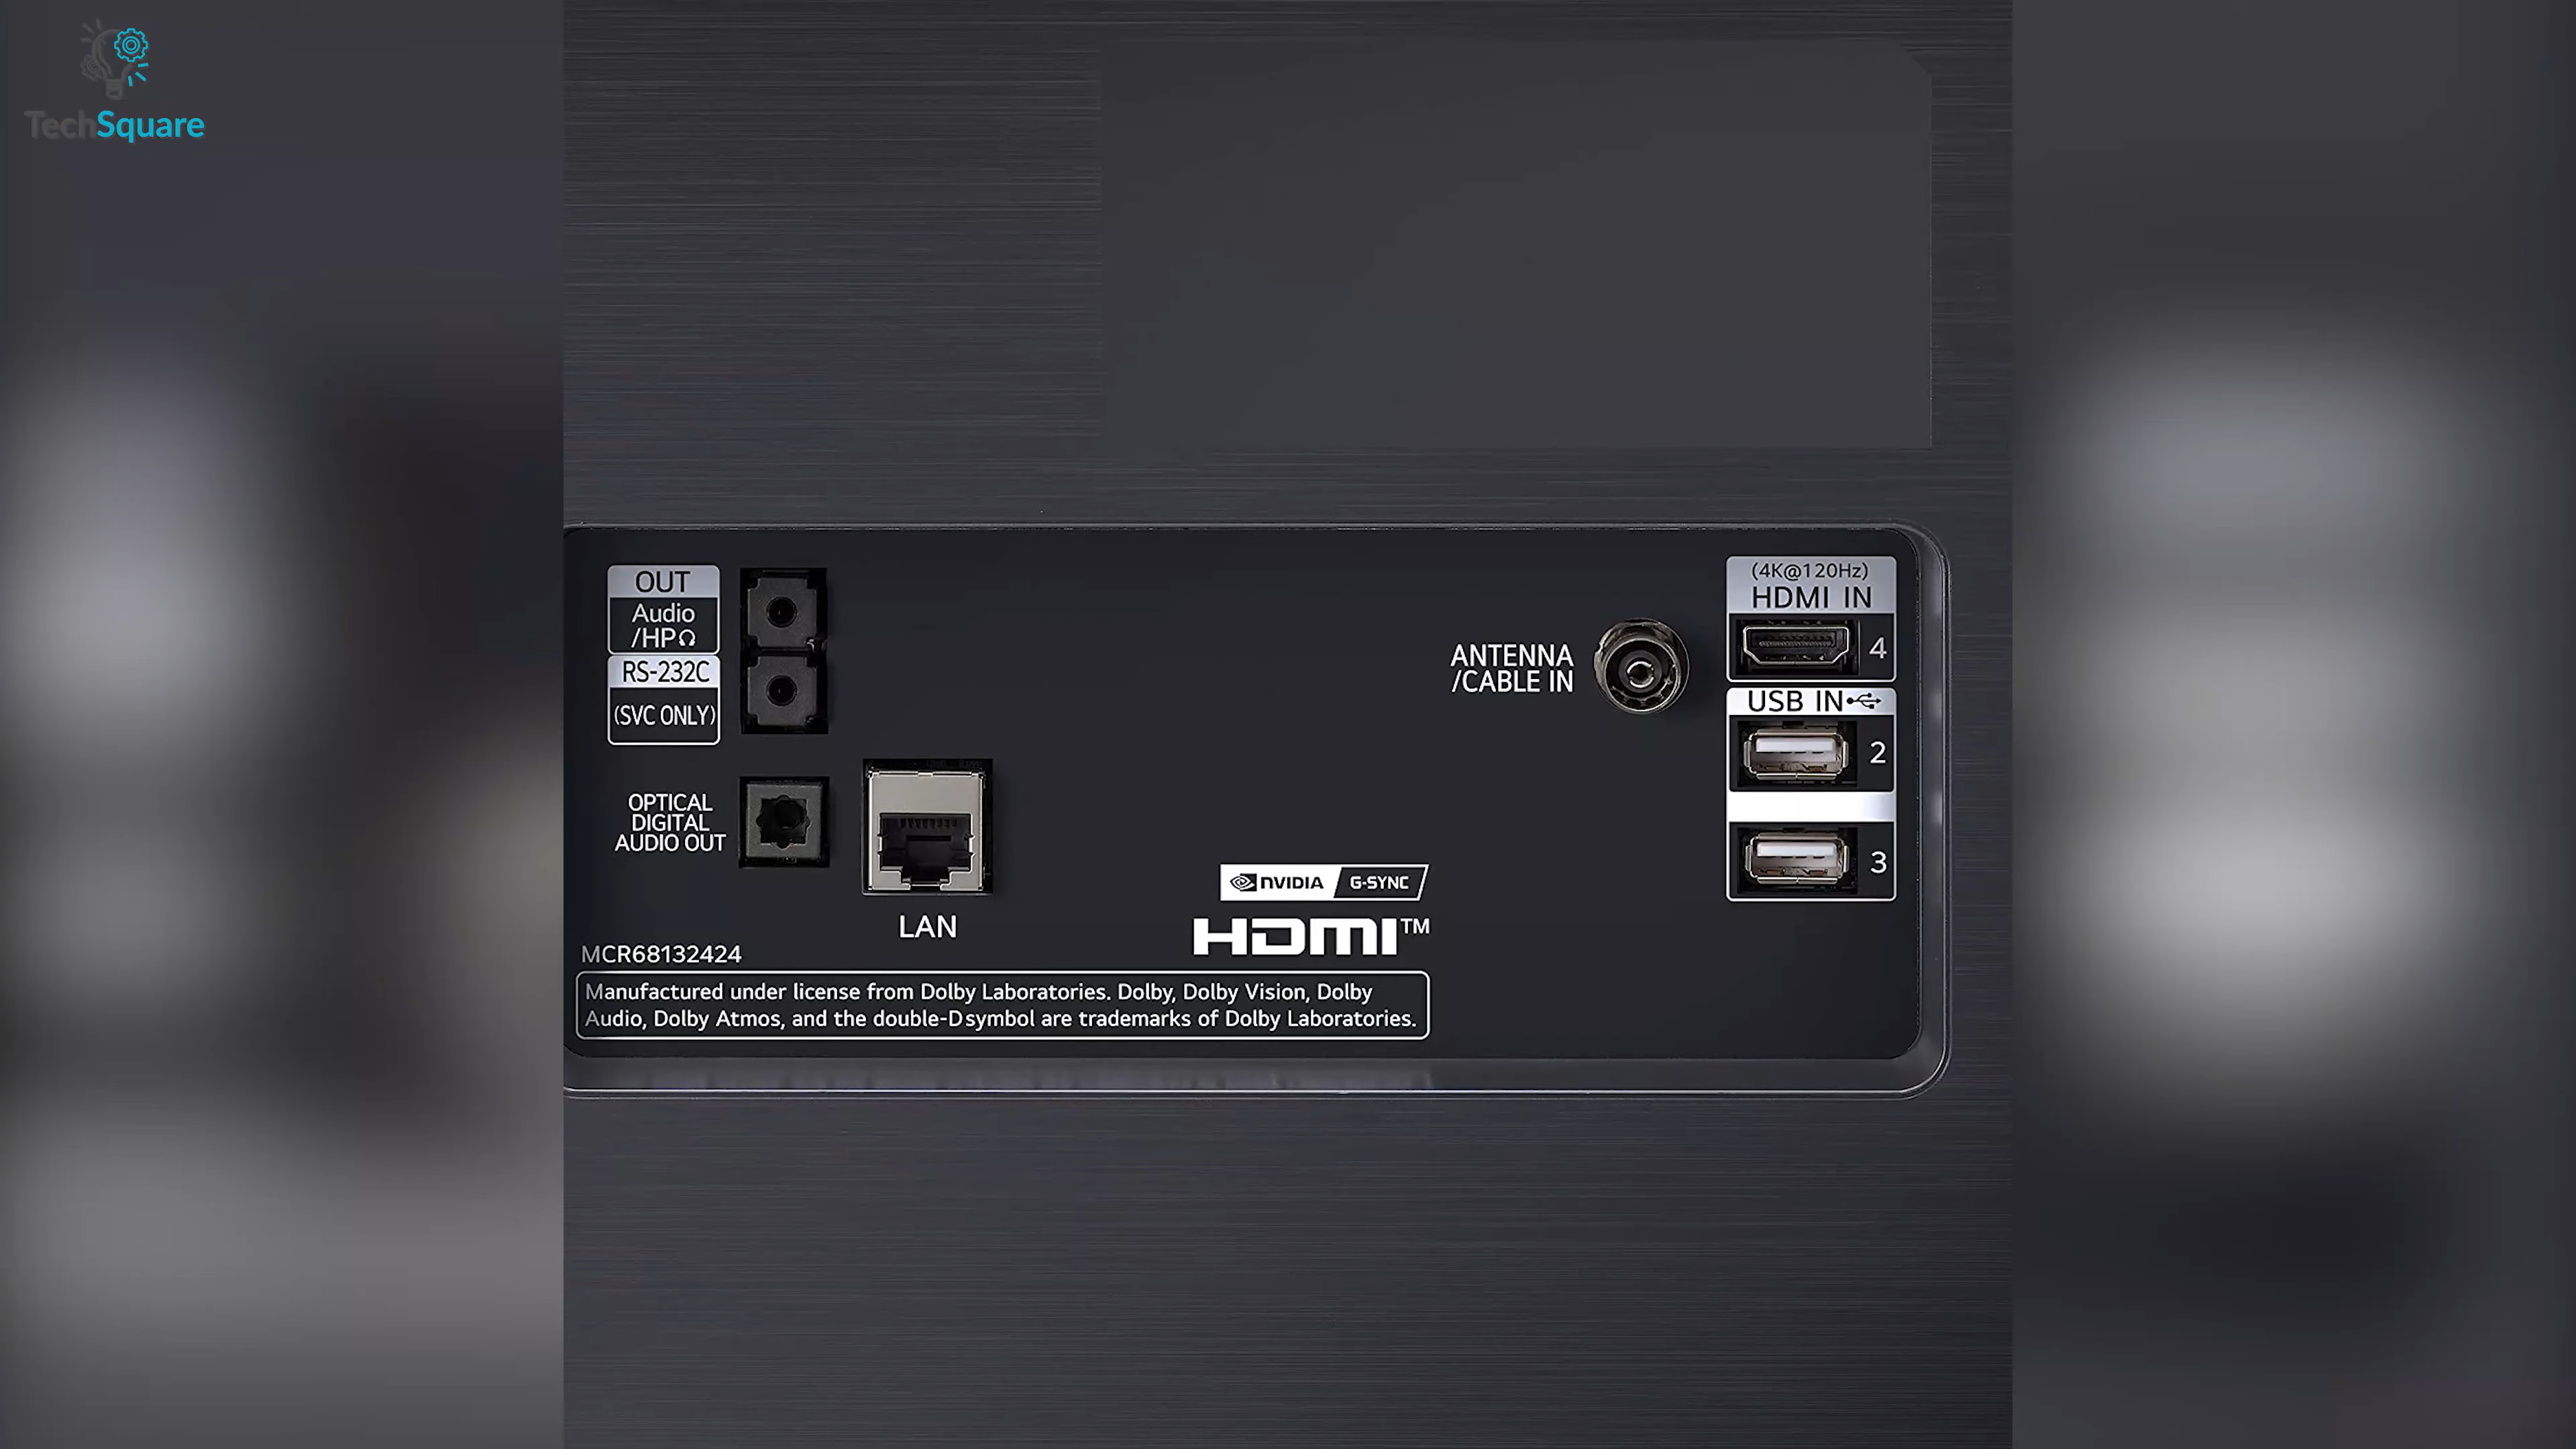 TechSquare
OUT
Audio
/HP
RS-232C
(SVC ONLY)
OPTICAL
DIGITAL
AUDIO OUT
LAN
ANTENNA
/CABLE IN
(4K@120Hz)
HDMI IN
4
USB IN
2
3
NVIDIA G-SYNC
HDMI™
MCR68132424
Manufactured under license from Dolby Laboratories. Dolby, Dolby Vision, Dolby
Audio, Dolby Atmos, and the double-D symbol are trademarks of Dolby Laboratories.